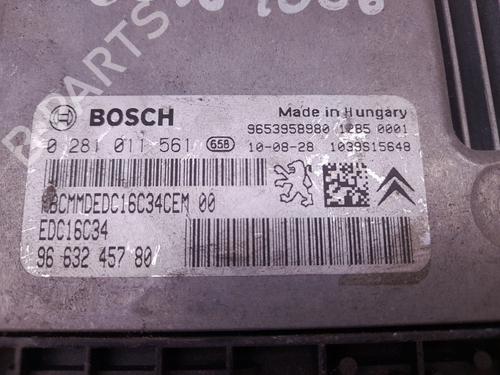 BOSCH
Made in Hungary
9653958980 1285 0001
0 281 011 561 658 10-08-28 1039S15648
BCMMDEDC16C34CEM 00
EDC16C34
96 632 457 80
B-PARTS